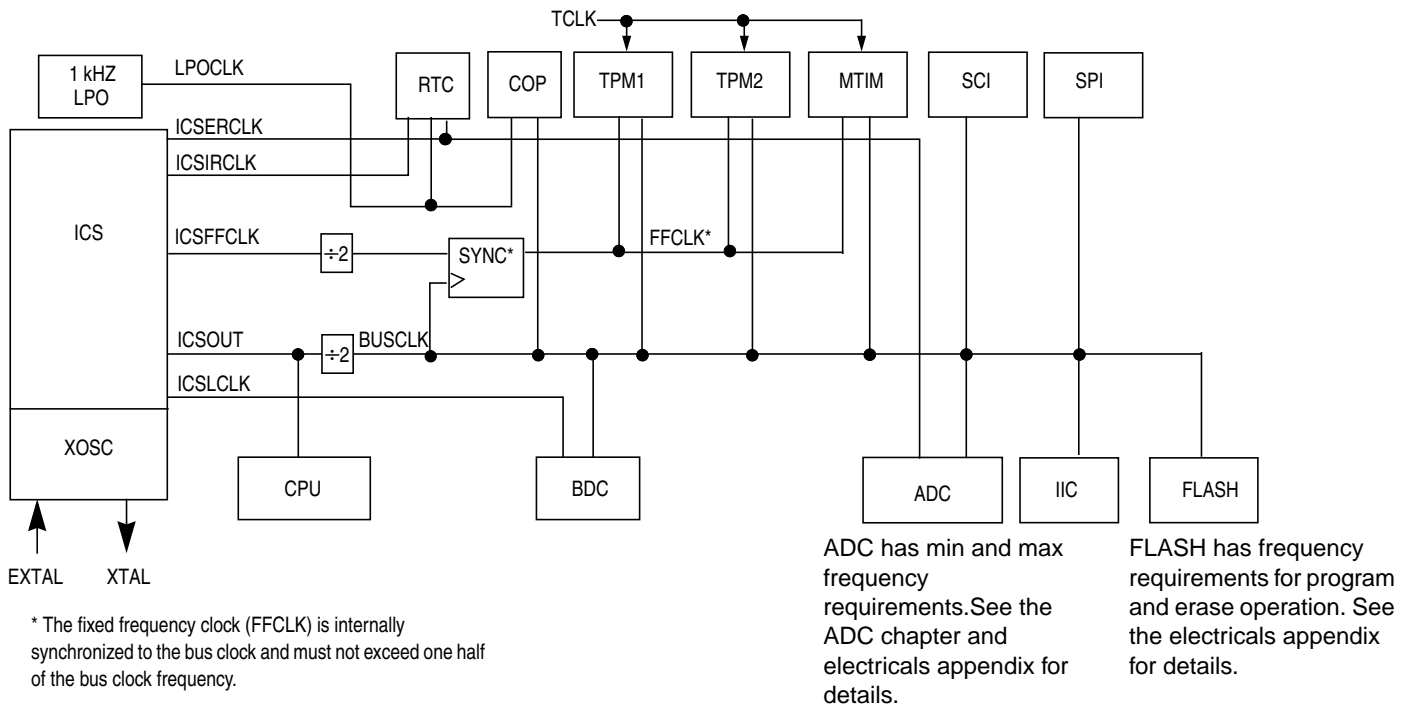 TCLK
1 kHZ
LPO
LPOCLK
RTC
COP
TPM1
TPM2
MTIM
SCI
SPI
ICSERCLK
ICSIRCLK
ICS
ICSFFCLK
÷2
SYNC*
FFCLK*
ICSOUT
÷2
BUSCLK
ICSLCLK
XOSC
CPU
BDC
ADC
IIC
FLASH
EXTAL
XTAL
* The fixed frequency clock (FFCLK) is internally
synchronized to the bus clock and must not exceed one half
of the bus clock frequency.
ADC has min and max
frequency
requirements.See the
ADC chapter and
electricals appendix for
details.
FLASH has frequency
requirements for program
and erase operation. See
the electricals appendix
for details.